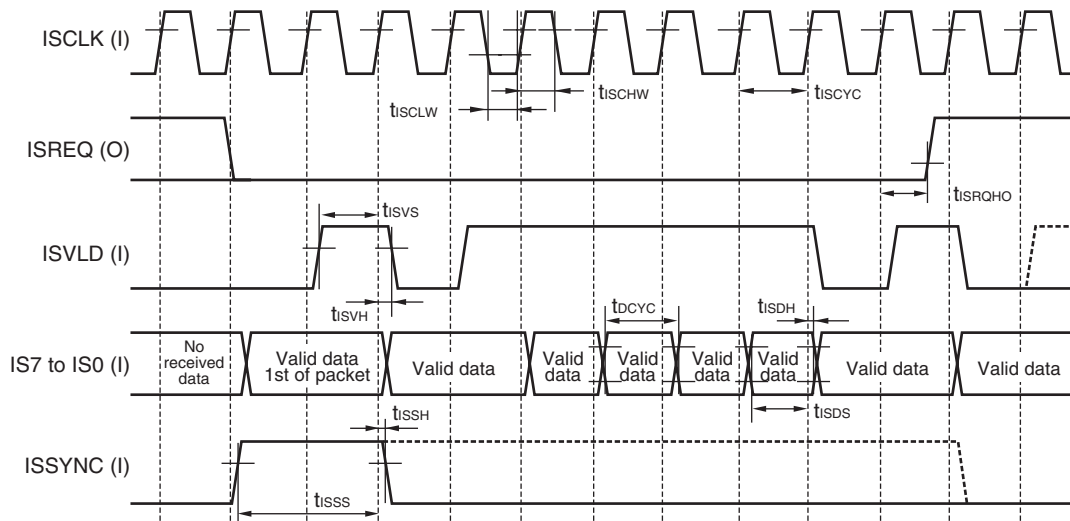 ISCLK (I)
tISCLW
tISCHW
tISCYC
ISREQ (O)
tISRQHO
tISVS
ISVLD (I)
tISVH
tDCYC
tISDH
IS7 to IS0 (I)
No
received
data
Valid data
1st of packet
Valid data
Valid
data
Valid
data
Valid
data
Valid
data
Valid data
Valid data
tISSH
tISDS
ISSYNC (I)
tISSS